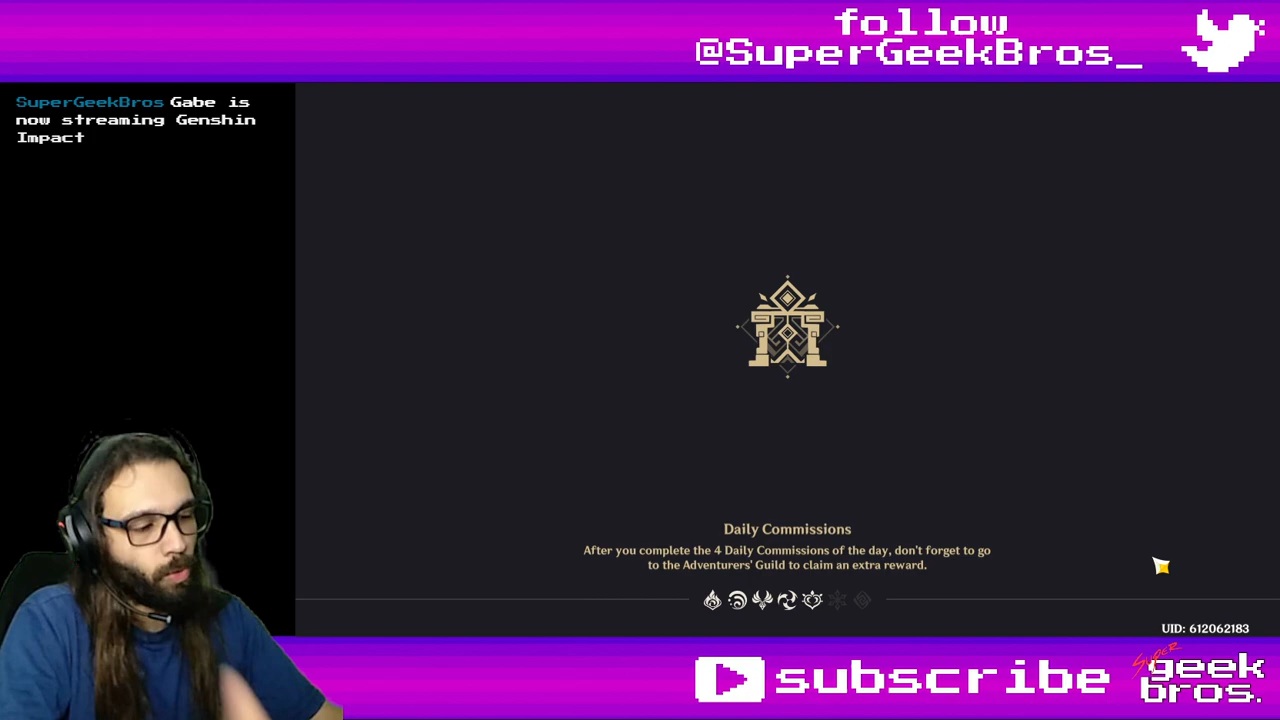 follow
@SuperGeekBros_
SuperGeekBros Gabe is
now streaming Genshin
Impact
Daily Commissions
After you complete the 4 Daily Commissions of the day, don't forget to go
to the Adventurers' Guild to claim an extra reward.
UID: 612062183
subscribe
SUPER
geek
bros.